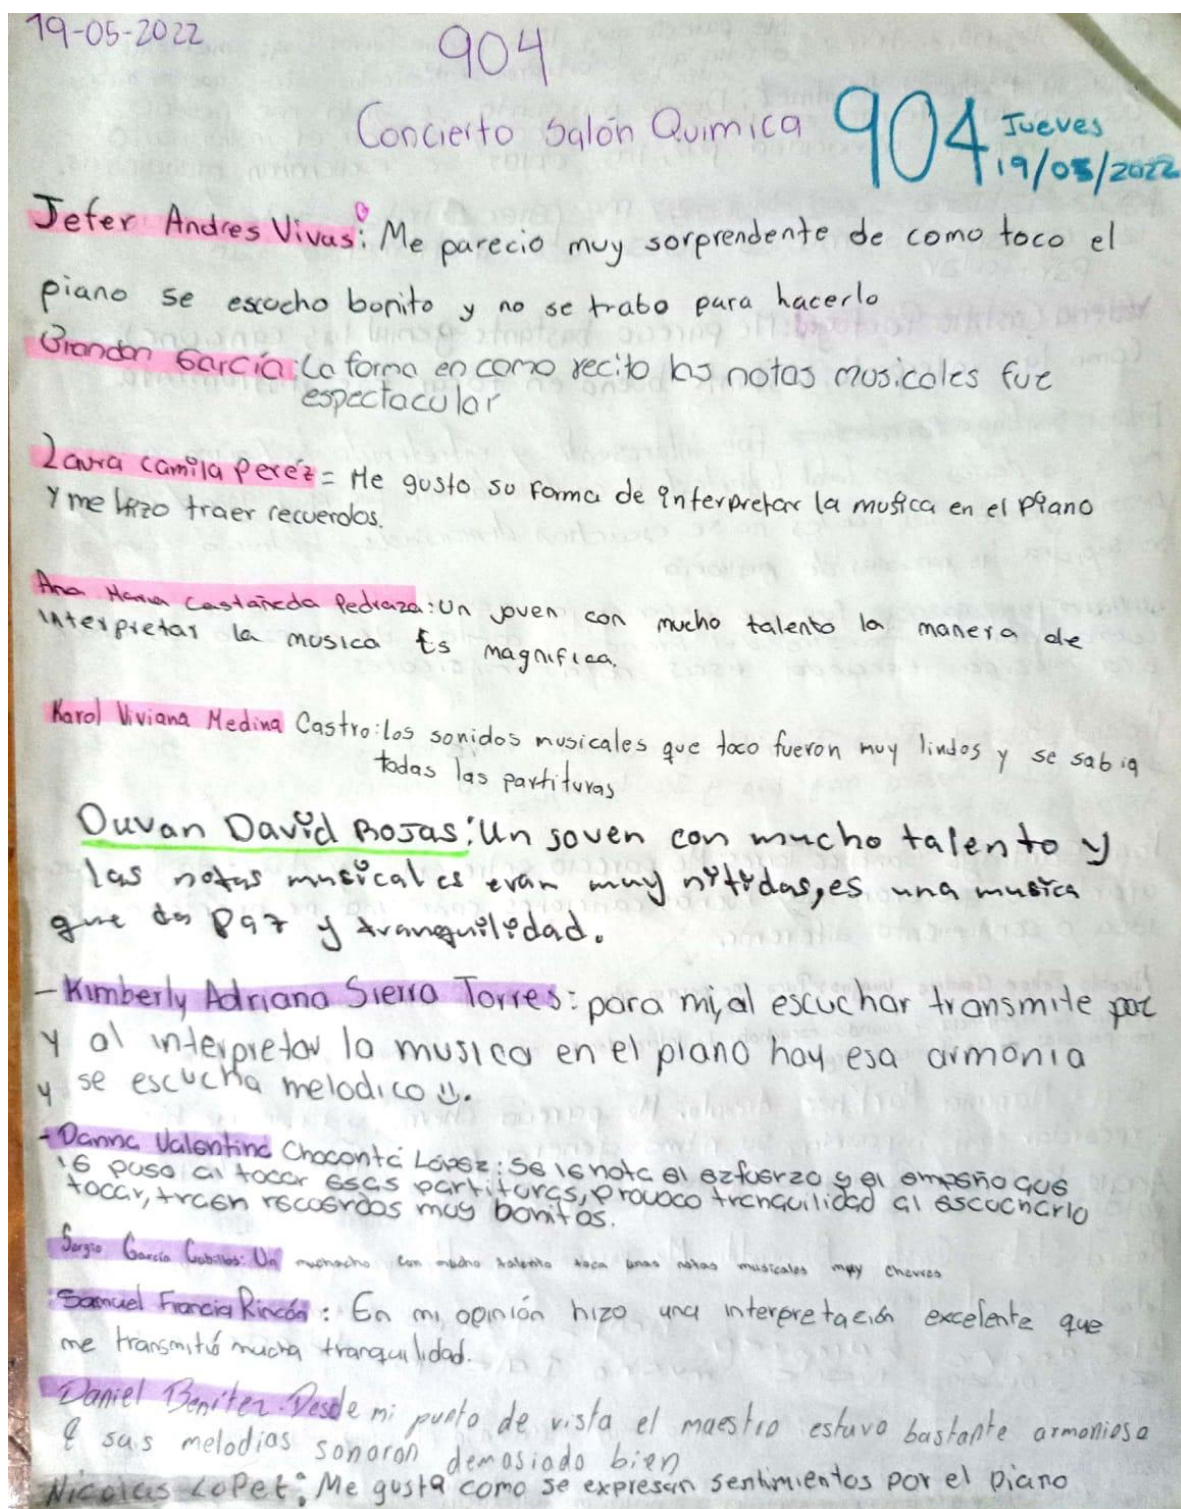 19-05-2022
904
Concierto Salón Quimica
904 Jueves
19/05/2022
Jefer Andres Vivas: Me parecio muy sorprendente de como toco el
piano se escucho bonito y no se trabo para hacerlo
Brandon García: La forma en como recito las notas musicales fue
espectacular
Laura Camila Peréz = Me gusto su forma de interpretar la musica en el piano
y me hizo traer recuerdos.
Ana Maria Castañeda Pedraza: Un joven con mucho talento la manera de
interpretar la musica Es magnifica.
Karol Viviana Medina Castro: los sonidos musicales que toco fueron muy lindos y se sabia
todas las partituras
Duvan David Rojas: Un joven con mucho talento y
las notas musicales eran muy nitidas, es una musica
que da paz y tranquilidad.
- Kimberly Adriana Sierra Torres: para mi, al escuchar transmite paz
y al interpretar la musica en el piano hay esa armonia
y se escucha melodico.
- Danna Valentina Chocontá López: Se le nota el ezfuerzo y el empeño que
le puso al tocar esas partituras, provoco tranquilidad al escucharlo
tocar, traen recuerdos muy bonitos.
Sergio García Cubillos: Un muchacho con mucho talento toca unas notas musicales muy chevres
Samuel Francia Rincón: En mi opinión hizo una interpretación excelente que
me transmitió mucha tranquilidad.
Daniel Benitez. Desde mi punto de vista el maestro estuvo bastante armonioso
& sus melodias sonaron demasiado bien
Nicolas Lopet: Me gusta como se expresan sentimientos por el piano